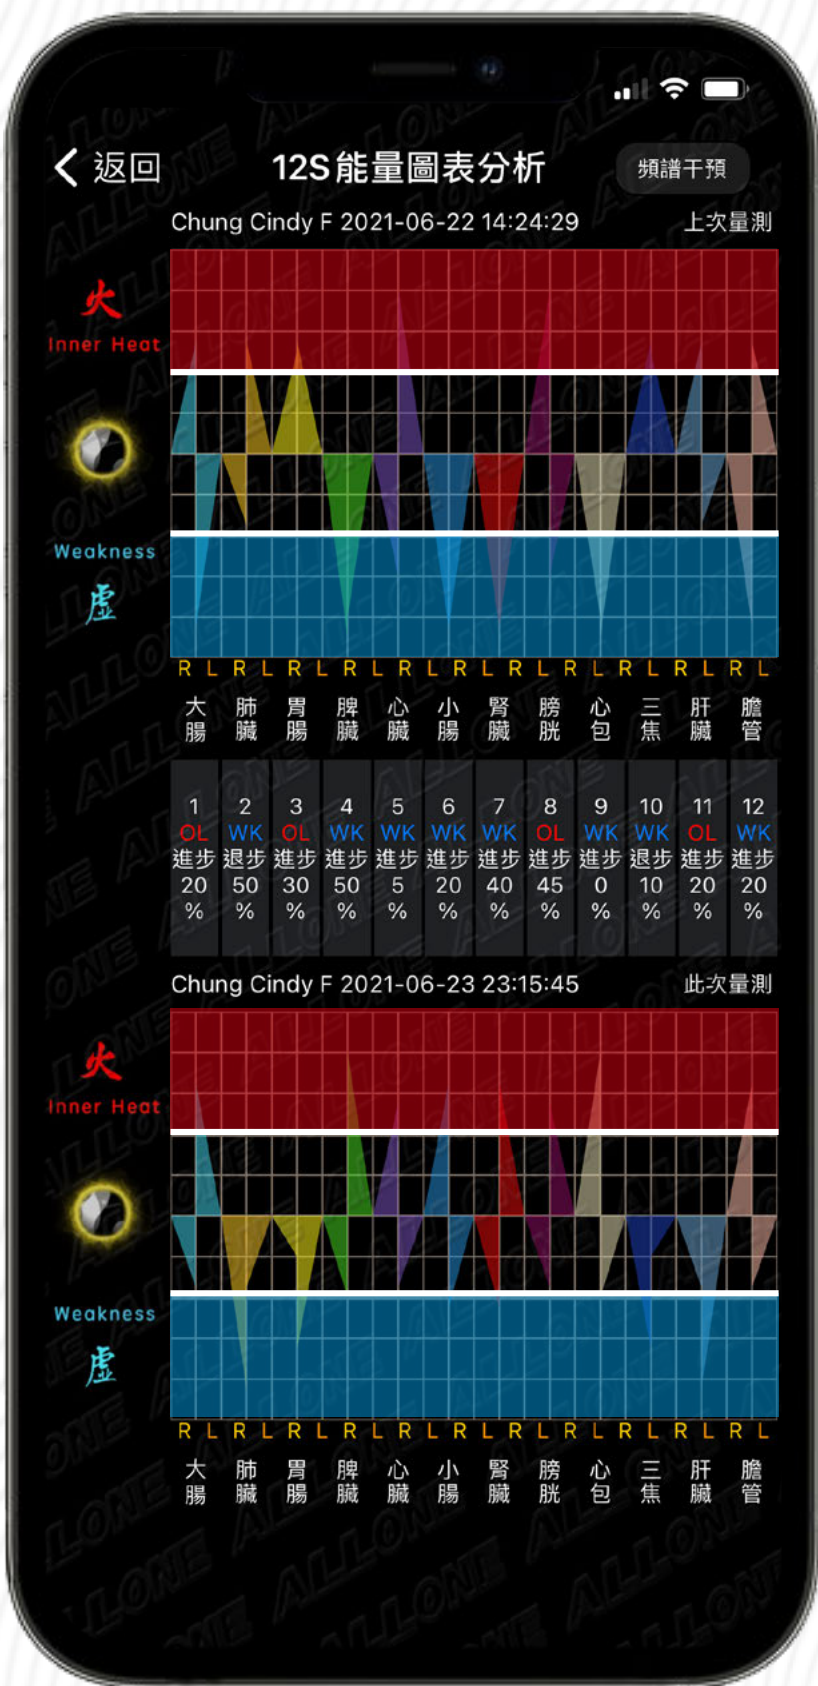 返回
12S能量圖表分析
頻譜干預
Chung Cindy F 2021-06-22 14:24:29
上次量測
火
Inner Heat
Weakness
虛
R L R L R L R L R L R L R L R L R L R L R L
大腸 肺臟 胃腸 脾臟 心臟 小腸 腎臟 膀胱 心包 三焦 肝臟 膽管
1 2 3 4 5 6 7 8 9 10 11 12
OL WK OL WK WK WK WK OL WK WK OL WK
進步 退步 進步 進步 進步 進步 進步 進步 進步 退步 進步 進步
20 50 30 50 5 20 40 45 0 10 20 20
% % % % % % % % % % % %
Chung Cindy F 2021-06-23 23:15:45
此次量測
火
Inner Heat
Weakness
虛
R L R L R L R L R L R L R L R L R L R L R L
大腸 肺臟 胃腸 脾臟 心臟 小腸 腎臟 膀胱 心包 三焦 肝臟 膽管
ALLONE